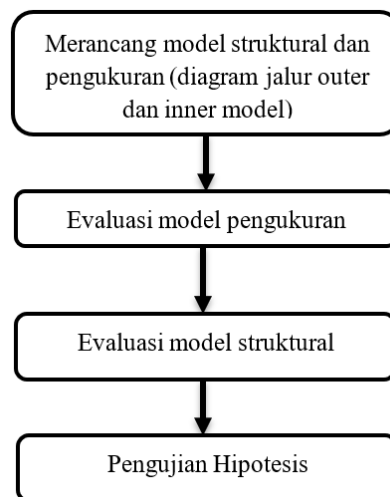 Merancang model struktural dan
pengukuran (diagram jalur outer
dan inner model)
Evaluasi model pengukuran
Evaluasi model struktural
Pengujian Hipotesis